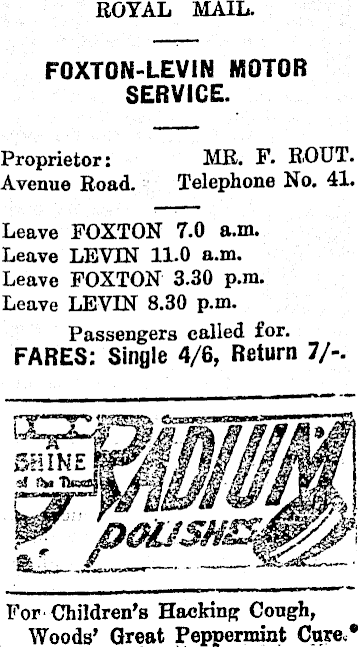 ROYAL MAIL.
FOXTON-LEVIN MOTOR
SERVICE.
Proprietor: MR. F. ROUT.
Avenue Road. Telephone No. 41.
Leave FOXTON 7.0 a.m.
Leave LEVIN 11.0 a.m.
Leave FOXTON 3.30 p.m.
Leave LEVIN 8.30 p.m.
Passengers called for.
FARES: Single 4/6, Return 7/-.
A
SHINE
RADIUM
POLISHES
For Children's Hacking Cough,
Woods' Great Peppermint Cure.*